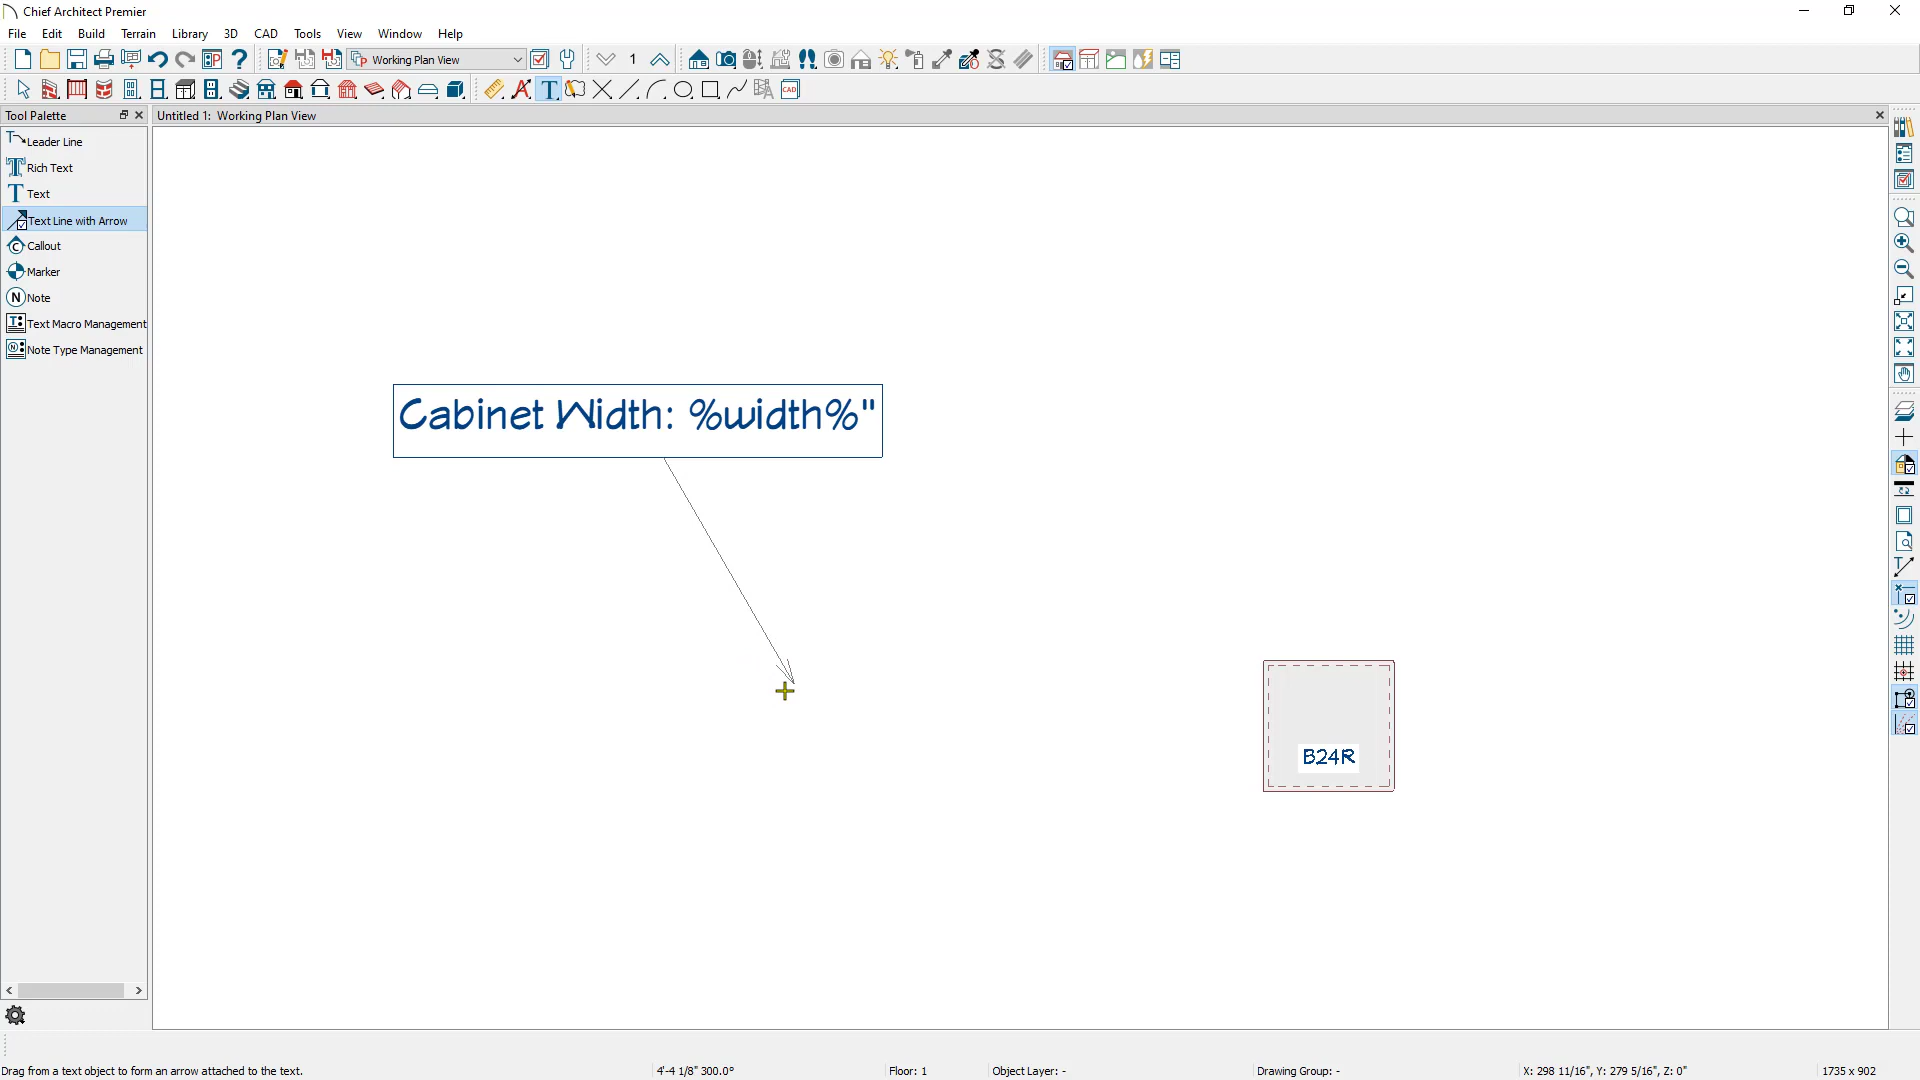 Chief Architect Premier
File Edit Build Terrain Library 3D CAD Tools View Window Help
Working Plan View
1
T
CAD
Tool Palette
Untitled 1: Working Plan View
Leader Line
Rich Text
Text
Text Line with Arrow
Callout
Marker
Note
Text Macro Management
Note Type Management
Cabinet Width: %width%"
B24R
Drag from a text object to form an arrow attached to the text.
4'-4 1/8" 300.0°
Floor: 1
Object Layer: -
Drawing Group: -
X: 298 11/16", Y: 279 5/16", Z: 0"
1735 x 902